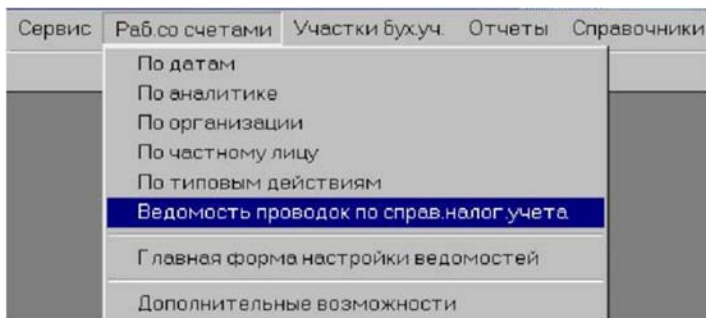 Сервис Раб.со счетами Участки бух.уч. Отчеты Справочники
По датам
По аналитике
По организации
По частному лицу
По типовым действиям
Ведомость проводок по справ.налог.учета
Главная форма настройки ведомостей
Дополнительные возможности